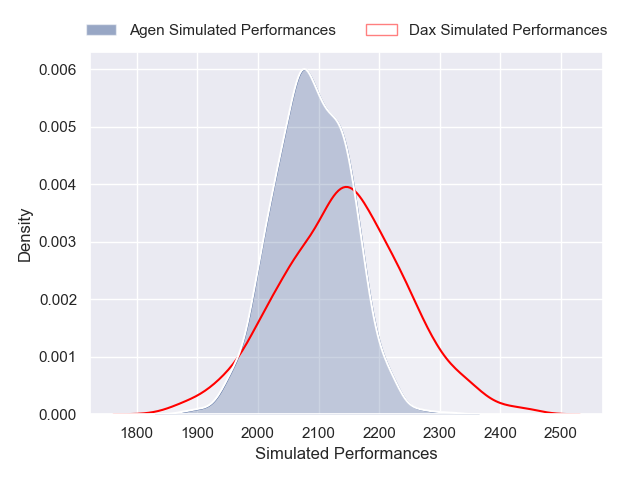 Agen Simulated Performances
Dax Simulated Performances
0.006
0.005
0.004
0.003
0.002
0.001
0.000
Density
1800 1900 2000 2100 2200 2300 2400 2500
Simulated Performances